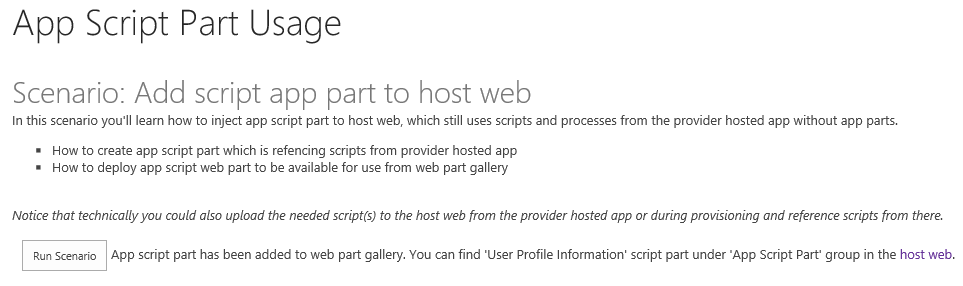 App Script Part Usage
Scenario: Add script app part to host web
In this scenario you'll learn how to inject app script part to host web, which still uses scripts and processes from the provider hosted app without app parts.
How to create app script part which is refencing scripts from provider hosted app
How to deploy app script web part to be available for use from web part gallery
Notice that technically you could also upload the needed script(s) to the host web from the provider hosted app or during provisioning and reference scripts from there.
Run Scenario App script part has been added to web part gallery. You can find 'User Profile Information' script part under 'App Script Part' group in the host web.